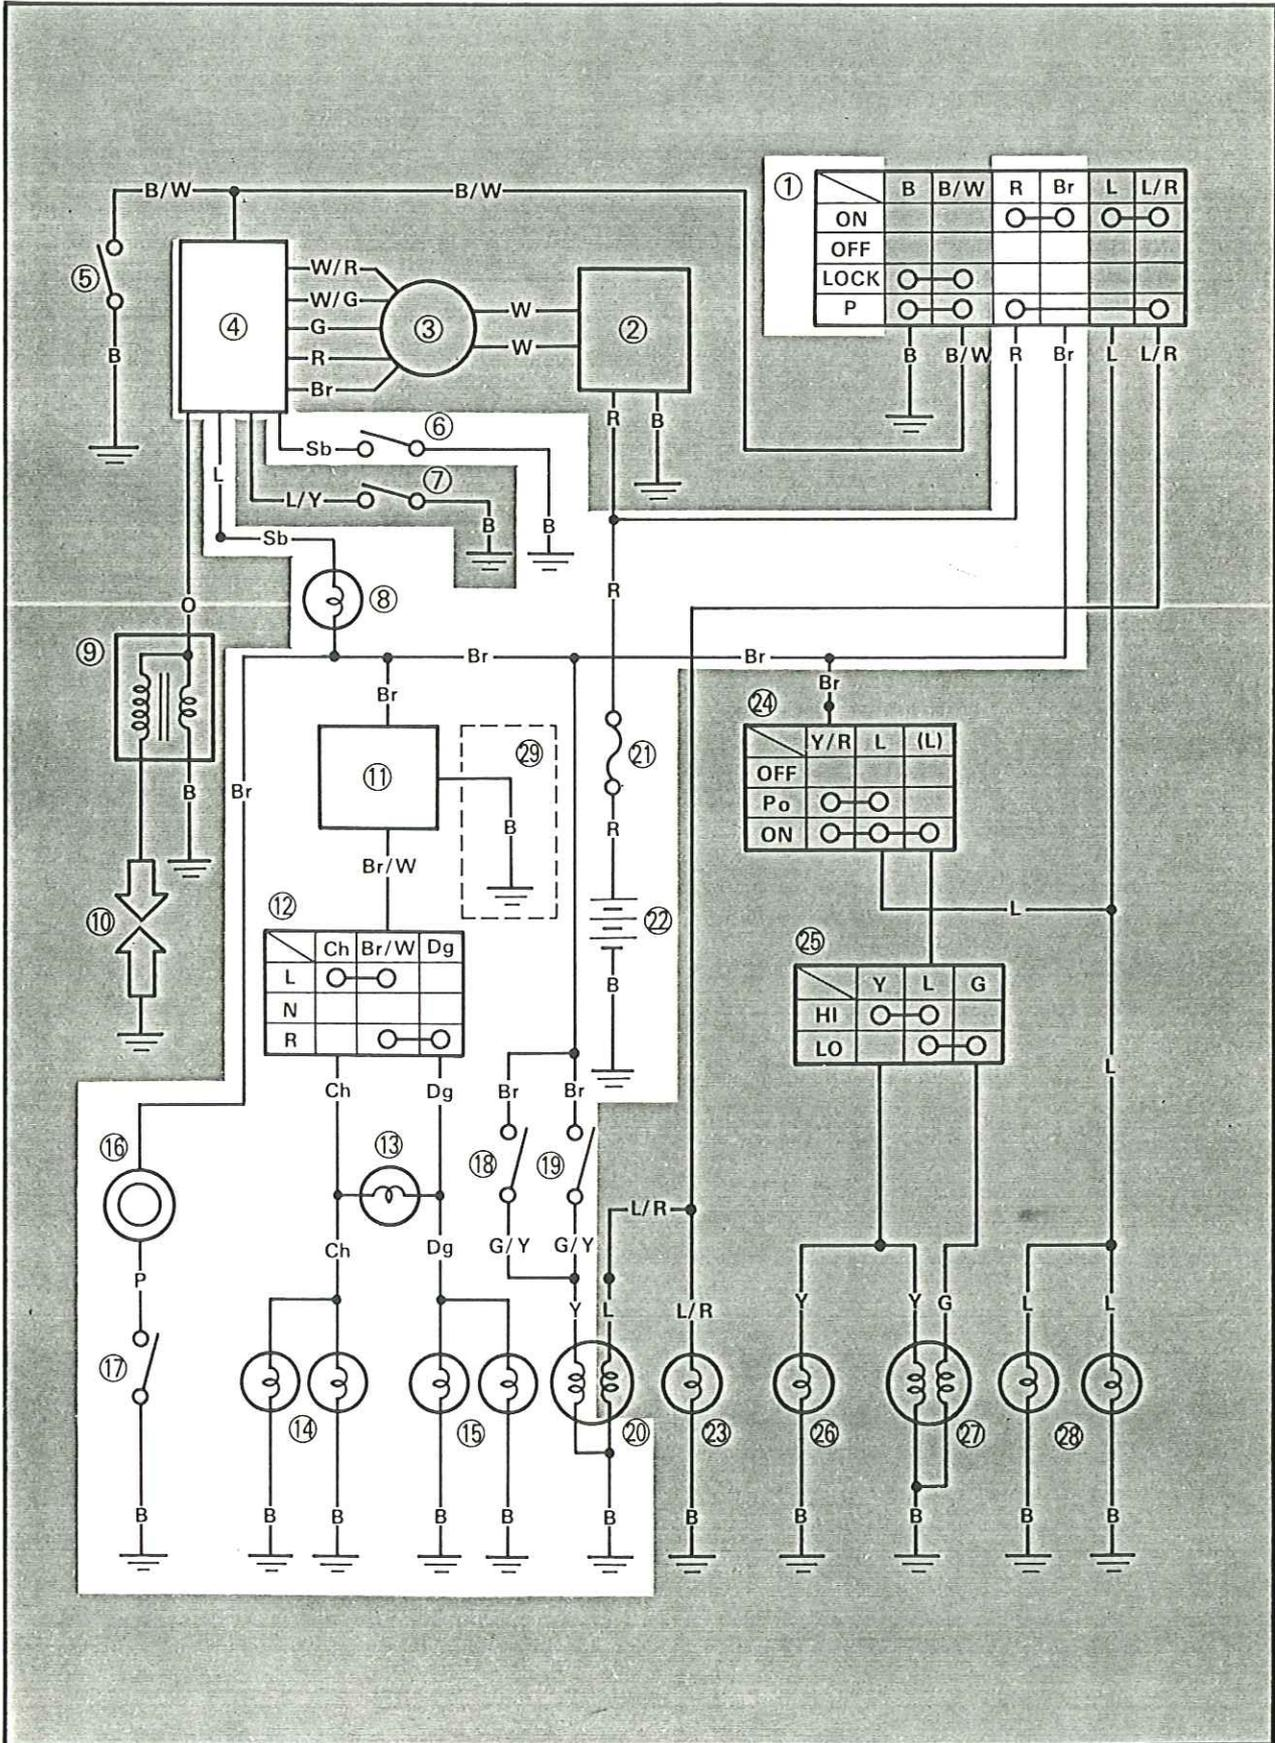 B/W B/W
① B B/W R Br L L/R
ON
OFF
LOCK
P
B B/W R Br L L/R
⑤
B
④
W/R
W/G
G
R
Br
③
W
W
②
R B
Sb ⑥
L
L/Y ⑦
B B
Sb
⑧
R
O
⑨
Br Br
Br Br
B Br
⑪
㉙
B
㉑
R
㉔ Y/R L (L)
OFF
Po
ON
Br/W
⑩
⑫ Ch Br/W Dg
L
N
R
㉒
B
L
㉕ Y L G
HI
LO
L
Ch Dg
Br Br
⑯
⑬
⑱ ⑲
L/R
P
Ch Dg
G/Y G/Y
Y L L/R
Y Y G L L
⑰
⑭ ⑮ ⑳ ㉓ ㉖ ㉗ ㉘
B B B B B B B B B B B